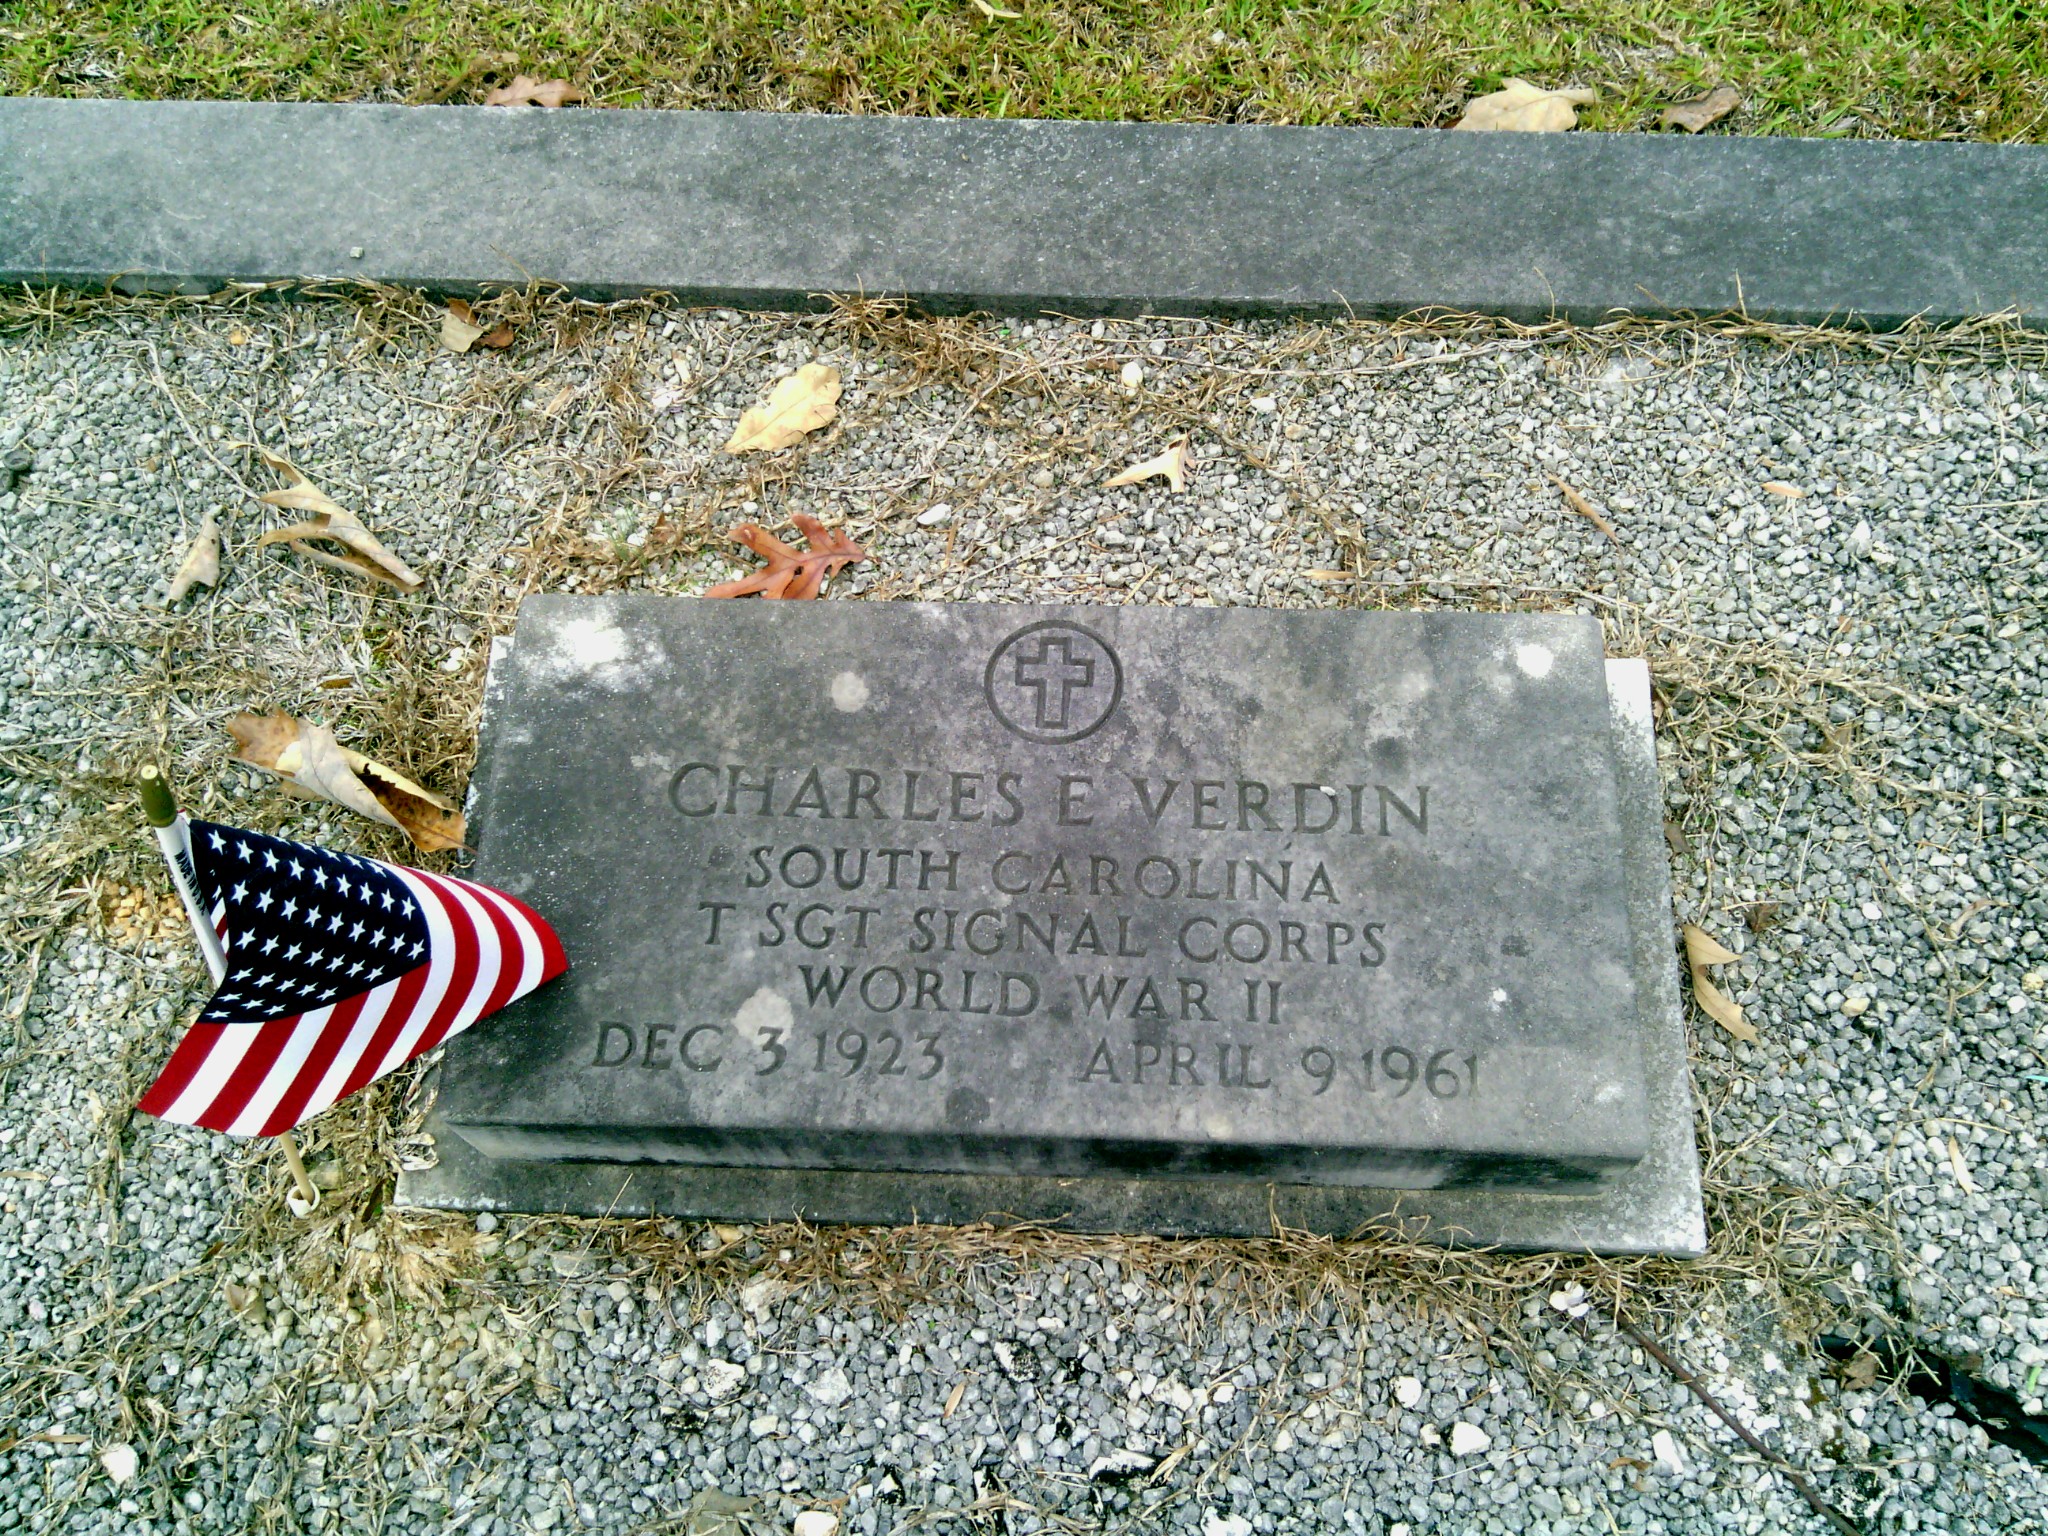 CHARLES E VERDIN
SOUTH CAROLINA
T SGT SIGNAL CORPS
WORLD WAR II
DEC 3 1923 APRIL 9 1961